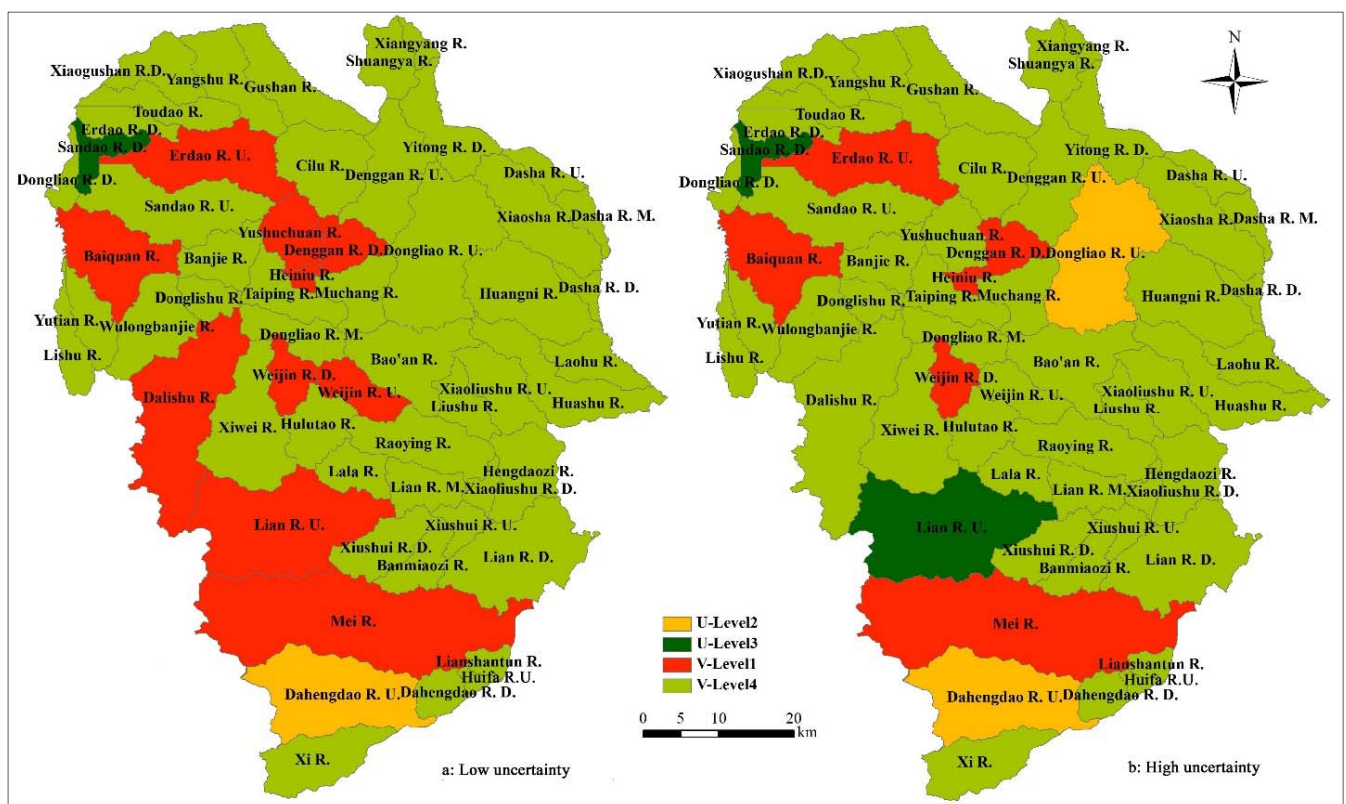 Xiangyang R.
Shuangya R.
Xiaogushan R.D.
Yangshu R.
Gushan R.
Toudao R.
Erdao R. D.
Sandao R. D.
Erdao R. U.
Yitong R. D.
Cilu R.
Denggan R. U.
Dasha R. U.
Dongliao R. D.
Sandao R. U.
Xiaosha R.
Dasha R. M.
Yushuchuan R.
Denggan R. D.
Dongliao R. U.
Baiquan R.
Banjie R.
Heiniu R.
Huangni R.
Dasha R. D.
Donglishu R.
Taiping R.
Muchang R.
Yutian R.
Wulongbanjie R.
Dongliao R. M.
Lishu R.
Bao'an R.
Laohu R.
Weijin R. D.
Dalishu R.
Weijin R. U.
Xiaoliushu R. U.
Liushu R.
Huashu R.
Xiwei R.
Hulutao R.
Raoying R.
Lala R.
Hengdaozi R.
Lian R. M.
Xiaoliushu R. D.
Lian R. U.
Xiushui R. U.
Xiushui R. D.
Lian R. D.
Banmiaozi R.
Mei R.
Lianshantun R.
Huifa R.U.
Dahengdao R. U.
Dahengdao R. D.
Xi R.
a: Low uncertainty
U-Level2
U-Level3
V-Level1
V-Level4
0 5 10 20
km
N
Xiangyang R.
Shuangya R.
Xiaogushan R.D.
Yangshu R.
Gushan R.
Toudao R.
Erdao R. D.
Sandao R. D.
Erdao R. U.
Yitong R. D.
Cilu R.
Denggan R. U.
Dasha R. U.
Dongliao R. D.
Sandao R. U.
Xiaosha R.
Dasha R. M.
Yushuchuan R.
Denggan R. D.
Dongliao R. U.
Baiquan R.
Banjie R.
Heiniu R.
Huangni R.
Dasha R. D.
Donglishu R.
Taiping R.
Muchang R.
Yutian R.
Wulongbanjie R.
Dongliao R. M.
Lishu R.
Bao'an R.
Laohu R.
Weijin R. D.
Dalishu R.
Weijin R. U.
Xiaoliushu R. U.
Liushu R.
Huashu R.
Xiwei R.
Hulutao R.
Raoying R.
Lala R.
Hengdaozi R.
Lian R. M.
Xiaoliushu R. D.
Lian R. U.
Xiushui R. U.
Xiushui R. D.
Lian R. D.
Banmiaozi R.
Mei R.
Lianshantun R.
Huifa R.U.
Dahengdao R. U.
Dahengdao R. D.
Xi R.
b: High uncertainty